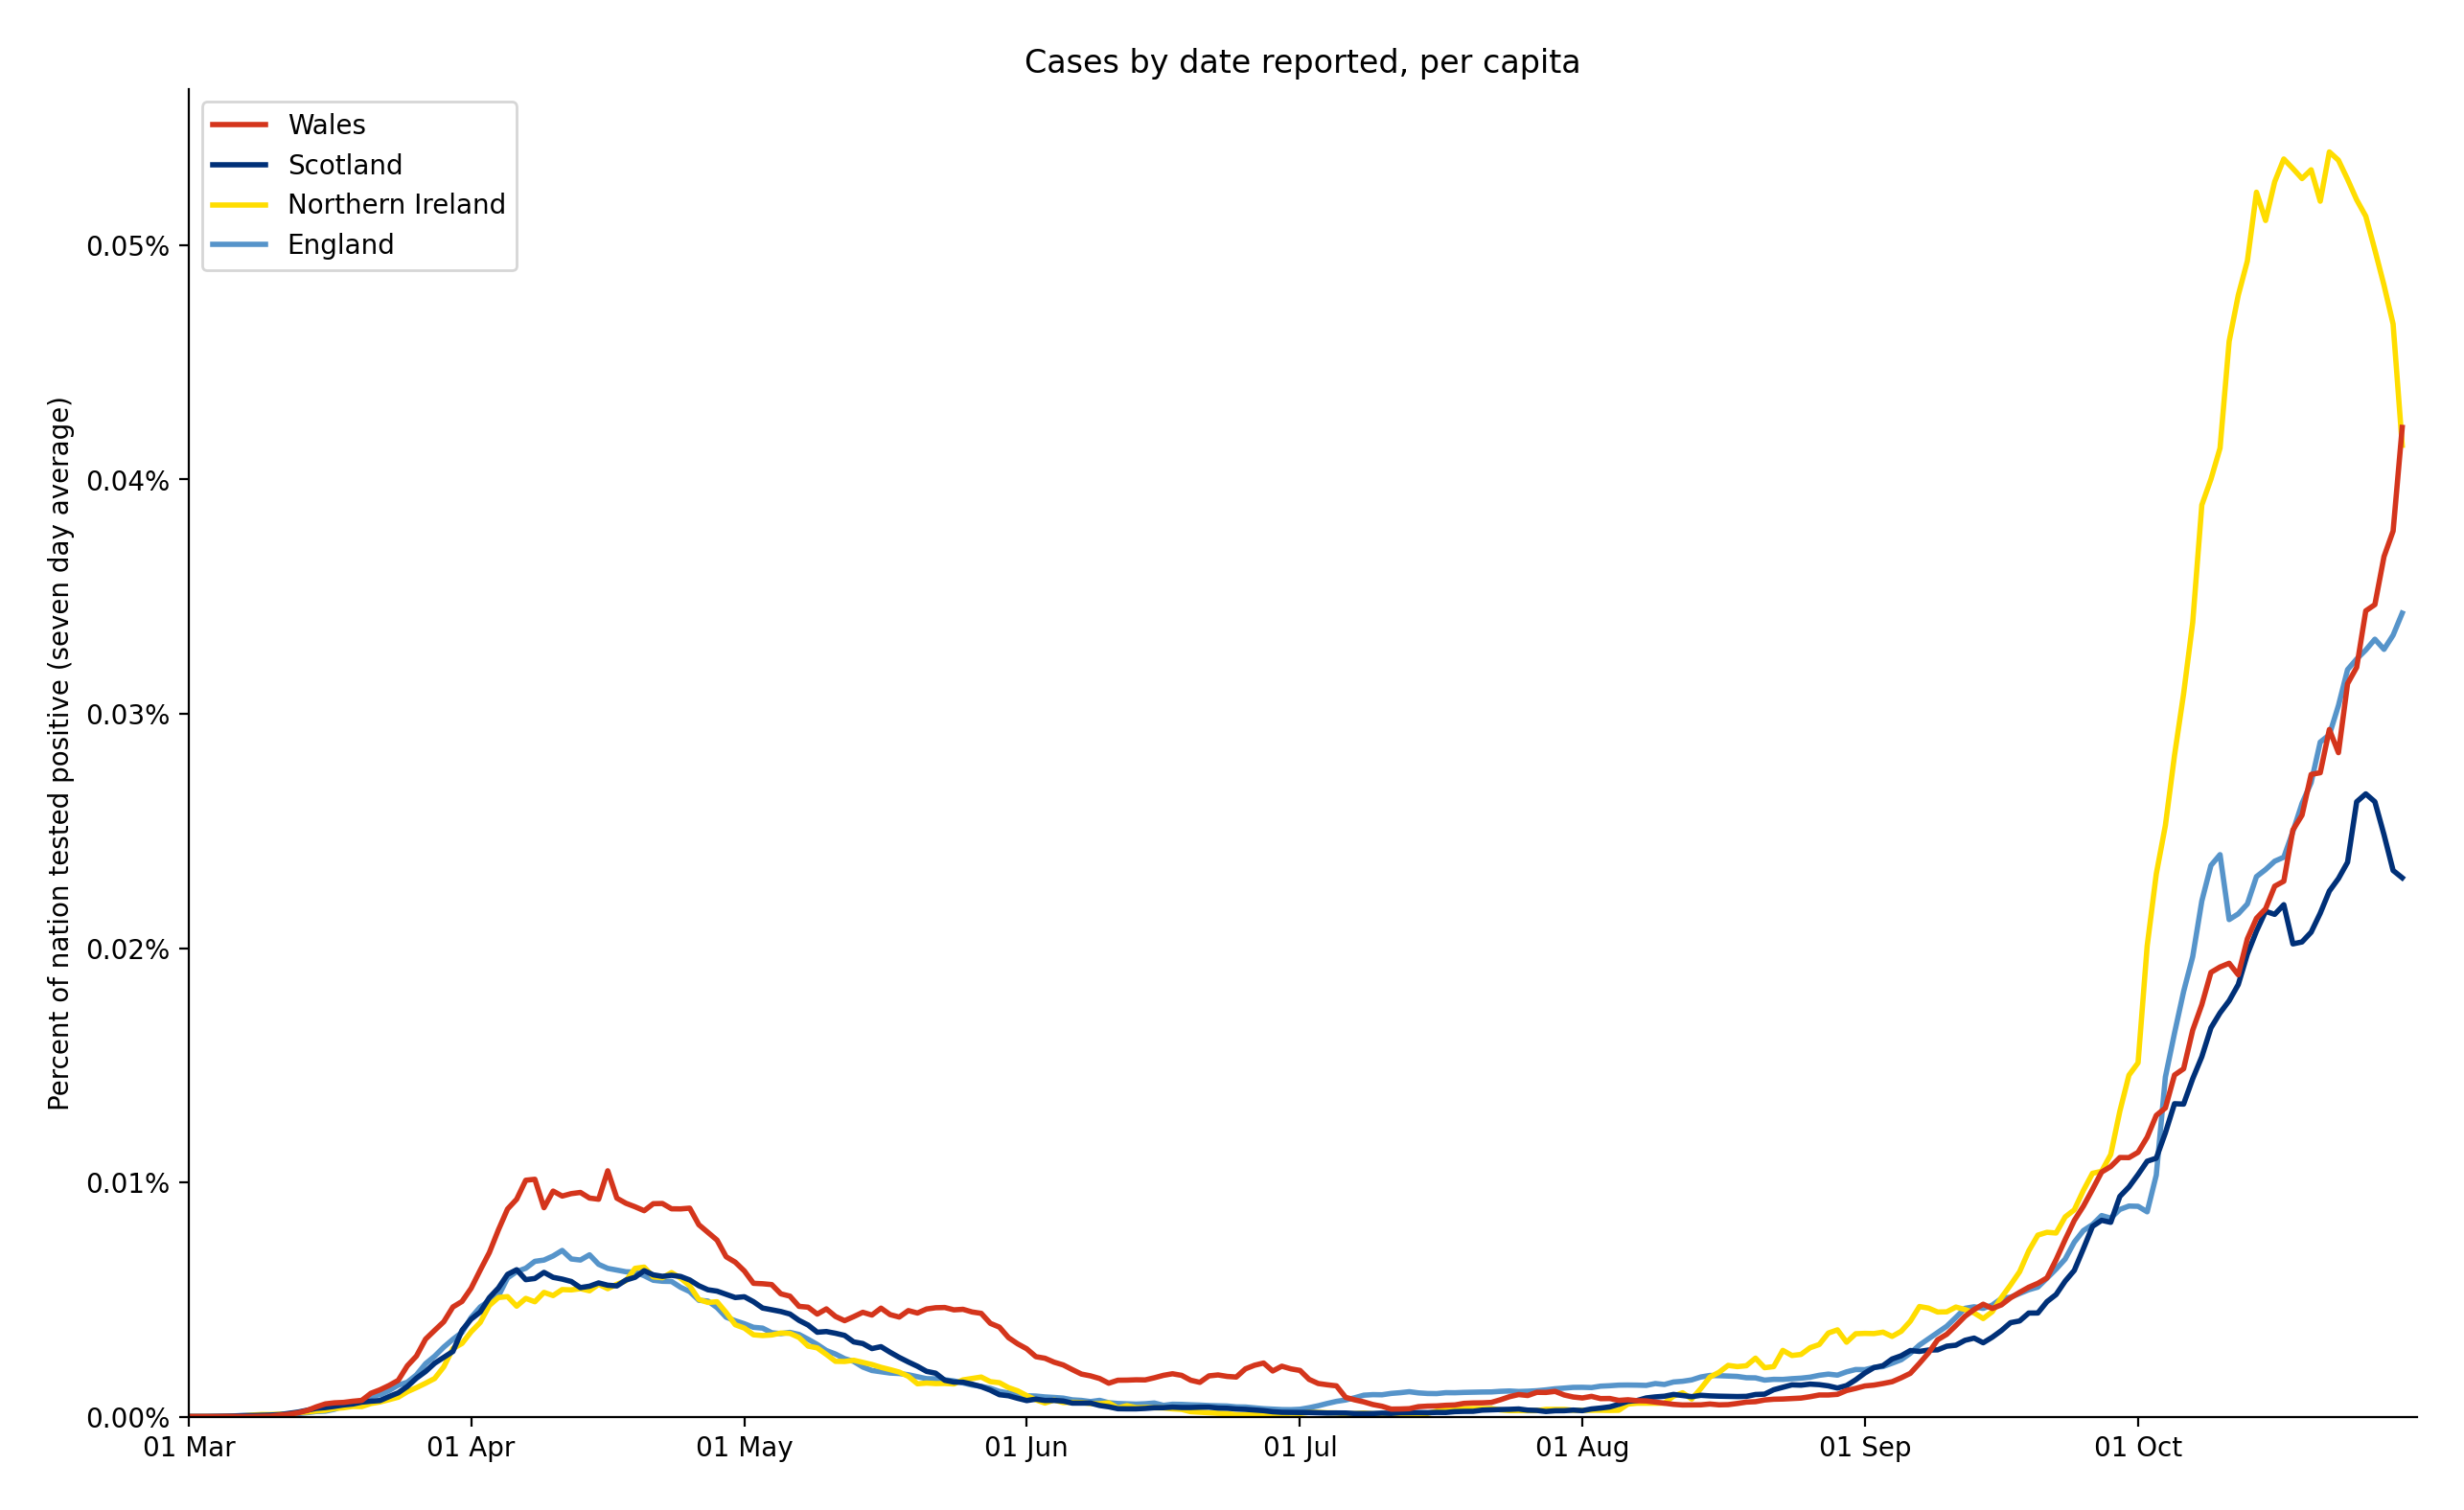 Cases by date reported, per capita
Wales
Scotland
Northern Ireland
England
Percent of nation tested positive (seven day average)
0.05%
0.04%
0.03%
0.02%
0.01%
0.00%
01 Mar 01 Apr 01 May 01 Jun 01 Jul 01 Aug 01 Sep 01 Oct